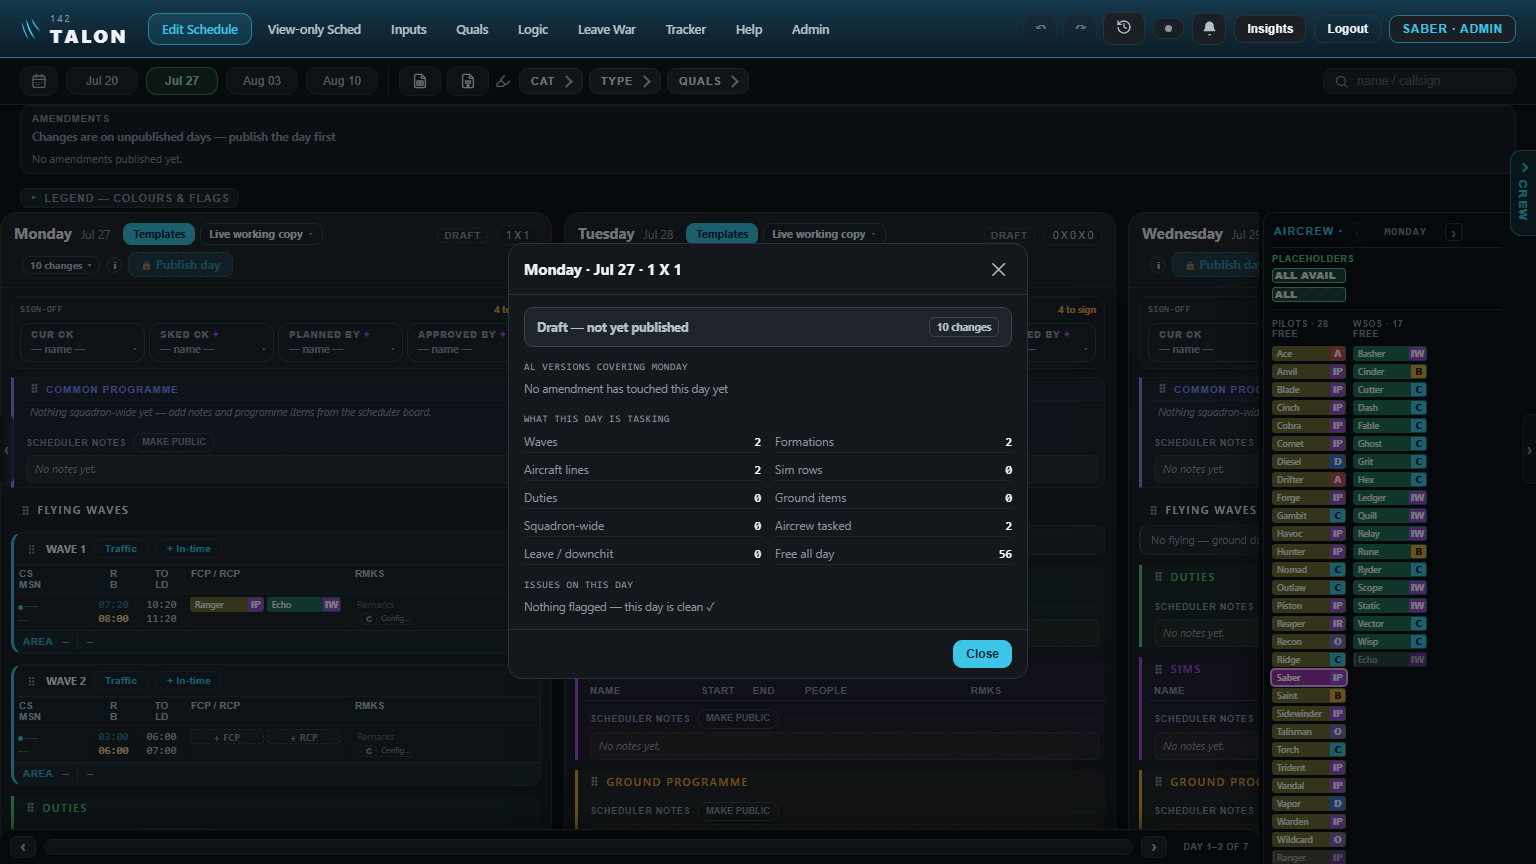 142
TALON
Edit Schedule
View-only Sched
Inputs
Quals
Logic
Leave War
Tracker
Help
Admin
Insights
Logout
SABER · ADMIN
Jul 20
Jul 27
Aug 03
Aug 10
CAT
TYPE
QUALS
name / callsign
AMENDMENTS
Changes are on unpublished days — publish the day first
No amendments published yet.
LEGEND — COLOURS & FLAGS
CREW
Monday Jul 27 Templates Live working copy DRAFT 1X1
10 changes i Publish day
SIGN-OFF
CUR CK
— name —
SKED CK
— name —
PLANNED BY
— name —
APPROVED BY
— name —
COMMON PROGRAMME
Nothing squadron-wide yet — add notes and programme items from the scheduler board.
SCHEDULER NOTES MAKE PUBLIC
No notes yet.
FLYING WAVES
WAVE 1 Traffic + In-time
CS R TO FCP / RCP RMKS
MSN B LD
— 07:20 10:20 Ranger IP Echo IW Remarks
— 08:00 11:20 C Config...
AREA — —
WAVE 2 Traffic + In-time
CS R TO FCP / RCP RMKS
MSN B LD
— 03:00 06:00 + FCP + RCP Remarks
— 06:00 07:00 C Config...
AREA — —
DUTIES
Tuesday Jul 28 Templates Live working copy DRAFT 0X0X0
4 to sign
Monday · Jul 27 · 1 X 1
Draft — not yet published 10 changes
AL VERSIONS COVERING MONDAY
No amendment has touched this day yet
WHAT THIS DAY IS TASKING
Waves 2 Formations 2
Aircraft lines 2 Sim rows 0
Duties 0 Ground items 0
Squadron-wide 0 Aircrew tasked 2
Leave / downchit 0 Free all day 56
ISSUES ON THIS DAY
Nothing flagged — this day is clean ✓
Close
NAME START END PEOPLE RMKS
SCHEDULER NOTES MAKE PUBLIC
No notes yet.
GROUND PROGRAMME
SCHEDULER NOTES MAKE PUBLIC
Wednesday Jul 29
i Publish day
SIGN-OFF
CUR CK
— name —
COMMON PROG
Nothing squadron-wid
SCHEDULER NOTES
No notes yet.
FLYING WAVES
No flying — ground da
DUTIES
SCHEDULER NOTES
No notes yet.
SIMS
NAME
SCHEDULER NOTES
No notes yet.
GROUND PROG
SCHEDULER NOTES
AIRCREW · MONDAY
PLACEHOLDERS
ALL AVAIL
ALL
PILOTS · 28 FREE
WSOS · 17 FREE
Ace A Basher IW
Anvil IP Cinder B
Blade IP Cutter C
Cinch IP Dash C
Cobra IP Fable C
Comet IP Ghost C
Diesel D Grit C
Drifter A Hex C
Forge IP Ledger IW
Gambit C Quill IW
Havoc IP Relay IW
Hunter IP Rune B
Nomad C Ryder C
Outlaw C Scope IW
Piston IP Static IW
Reaper IR Vector C
Recon O Wisp C
Ridge C Echo IW
Saber IP
Saint B
Sidewinder IP
Talisman O
Torch C
Trident IP
Vandal IP
Vapor D
Warden IP
Wildcard O
Ranger IP
DAY 1–2 OF 7